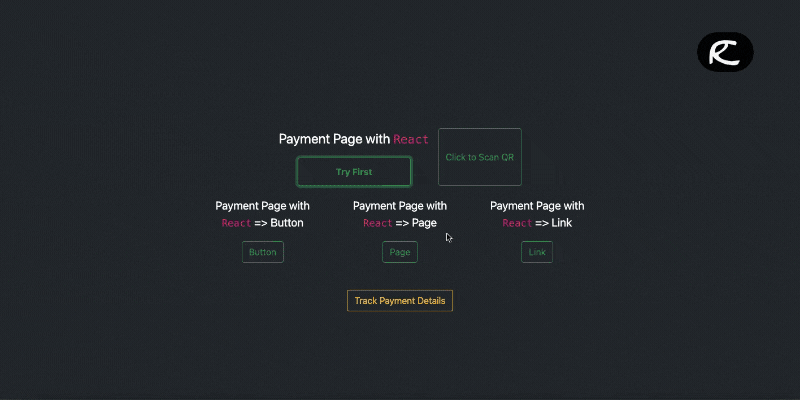 Payment Page with React
Click to Scan QR
Try First
Payment Page with
React => Button
Payment Page with
React => Page
Payment Page with
React => Link
Button
Page
Link
Track Payment Details
RC